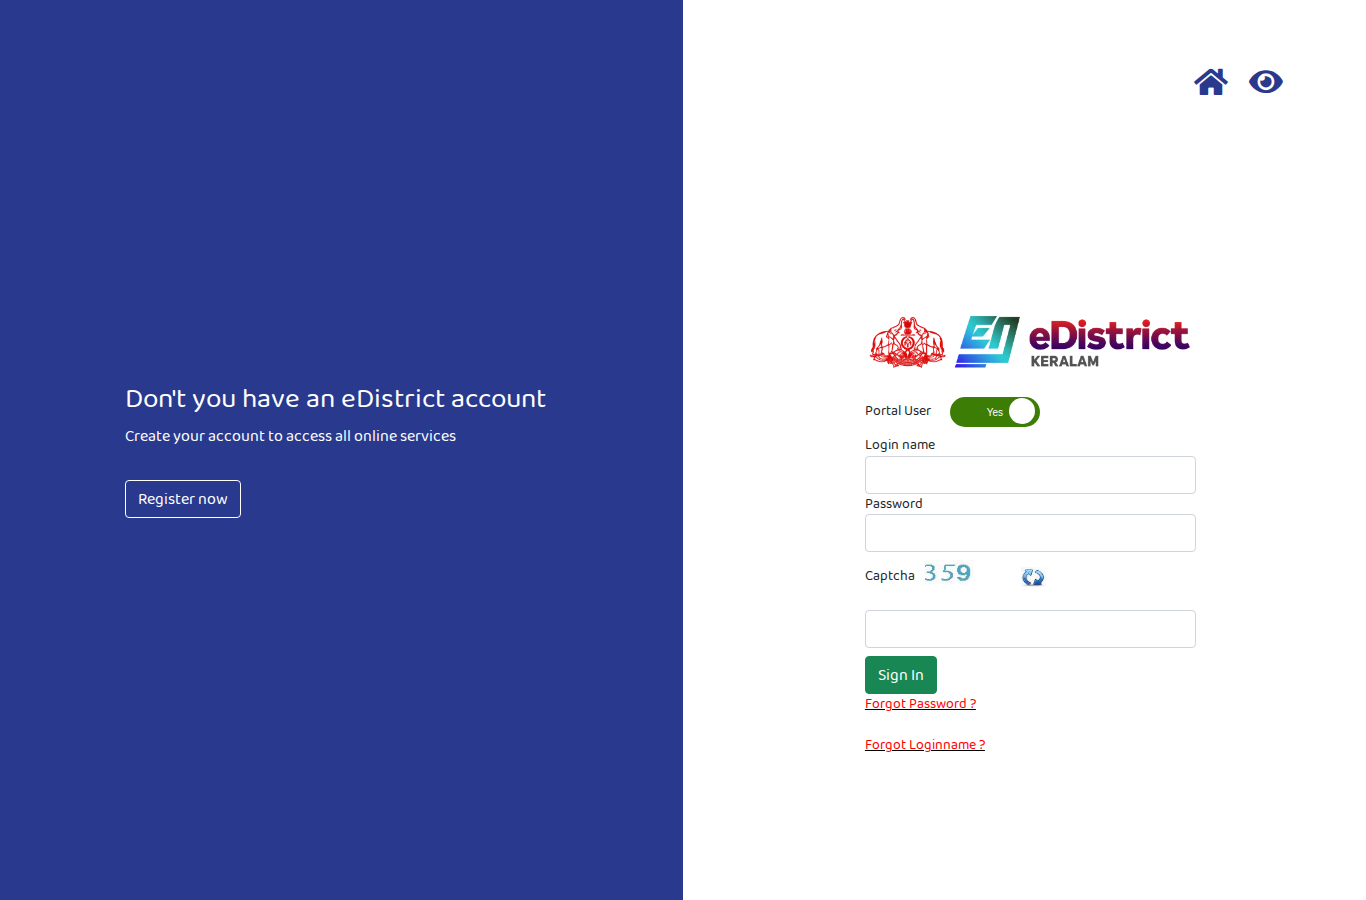 Don't you have an eDistrict account
Create your account to access all online services
Register now
eDistrict
KERALAM
Portal User Yes
Login name
Password
Captcha 359
Sign In
Forgot Password ?
Forgot Loginname ?